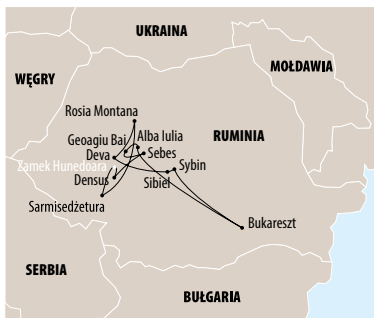 UKRAINA
MOŁDAWIA
WĘGRY
Rosia Montana
Geoagiu Bai
Alba Iulia
RUMINIA
Deva
Sebes
Zamek Hunedoara
Sybin
Densus
Sibiel
Sarmisedżetura
Bukareszt
SERBIA
BUŁGARIA